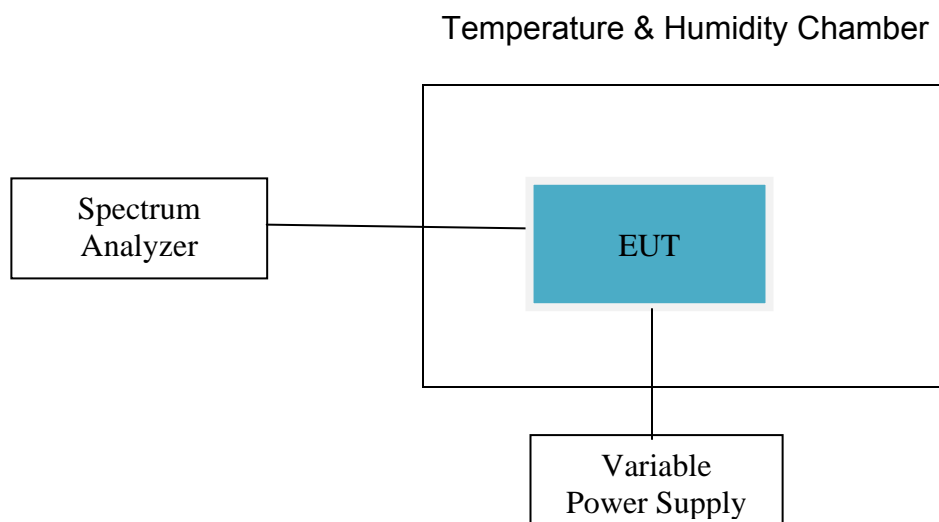 Temperature & Humidity Chamber
Spectrum
Analyzer
EUT
Variable
Power Supply